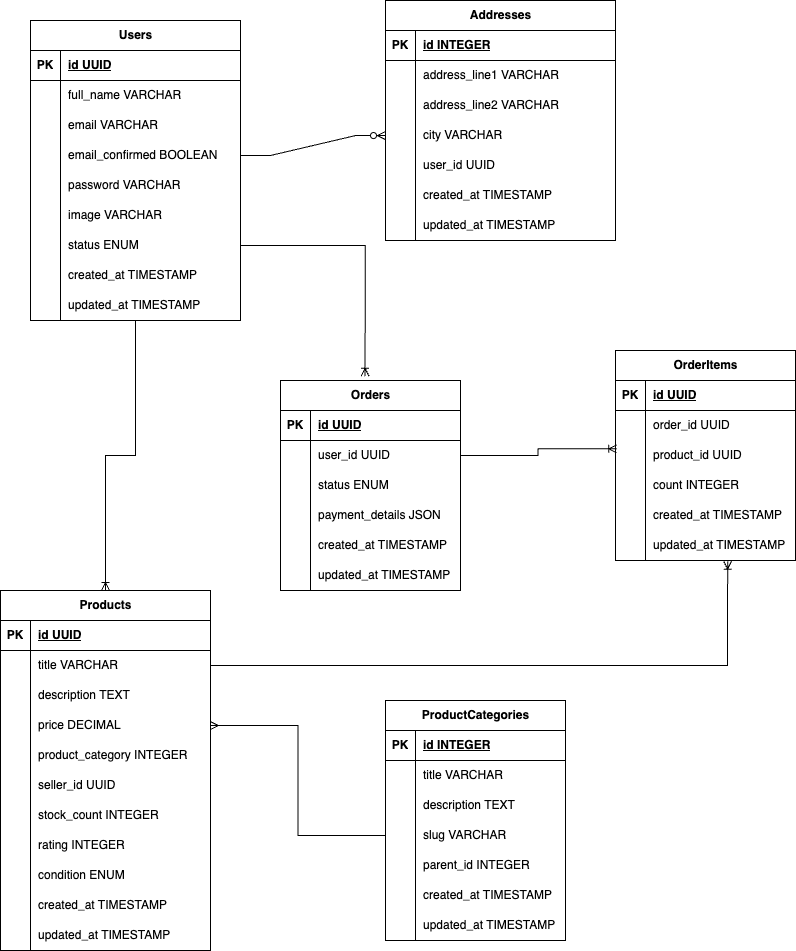 Users
PK id UUID
full_name VARCHAR
email VARCHAR
email_confirmed BOOLEAN
password VARCHAR
image VARCHAR
status ENUM
created_at TIMESTAMP
updated_at TIMESTAMP
Addresses
PK id INTEGER
address_line1 VARCHAR
address_line2 VARCHAR
city VARCHAR
user_id UUID
created_at TIMESTAMP
updated_at TIMESTAMP
Orders
PK id UUID
user_id UUID
status ENUM
payment_details JSON
created_at TIMESTAMP
updated_at TIMESTAMP
OrderItems
PK id UUID
order_id UUID
product_id UUID
count INTEGER
created_at TIMESTAMP
updated_at TIMESTAMP
Products
PK id UUID
title VARCHAR
description TEXT
price DECIMAL
product_category INTEGER
seller_id UUID
stock_count INTEGER
rating INTEGER
condition ENUM
created_at TIMESTAMP
updated_at TIMESTAMP
ProductCategories
PK id INTEGER
title VARCHAR
description TEXT
slug VARCHAR
parent_id INTEGER
created_at TIMESTAMP
updated_at TIMESTAMP